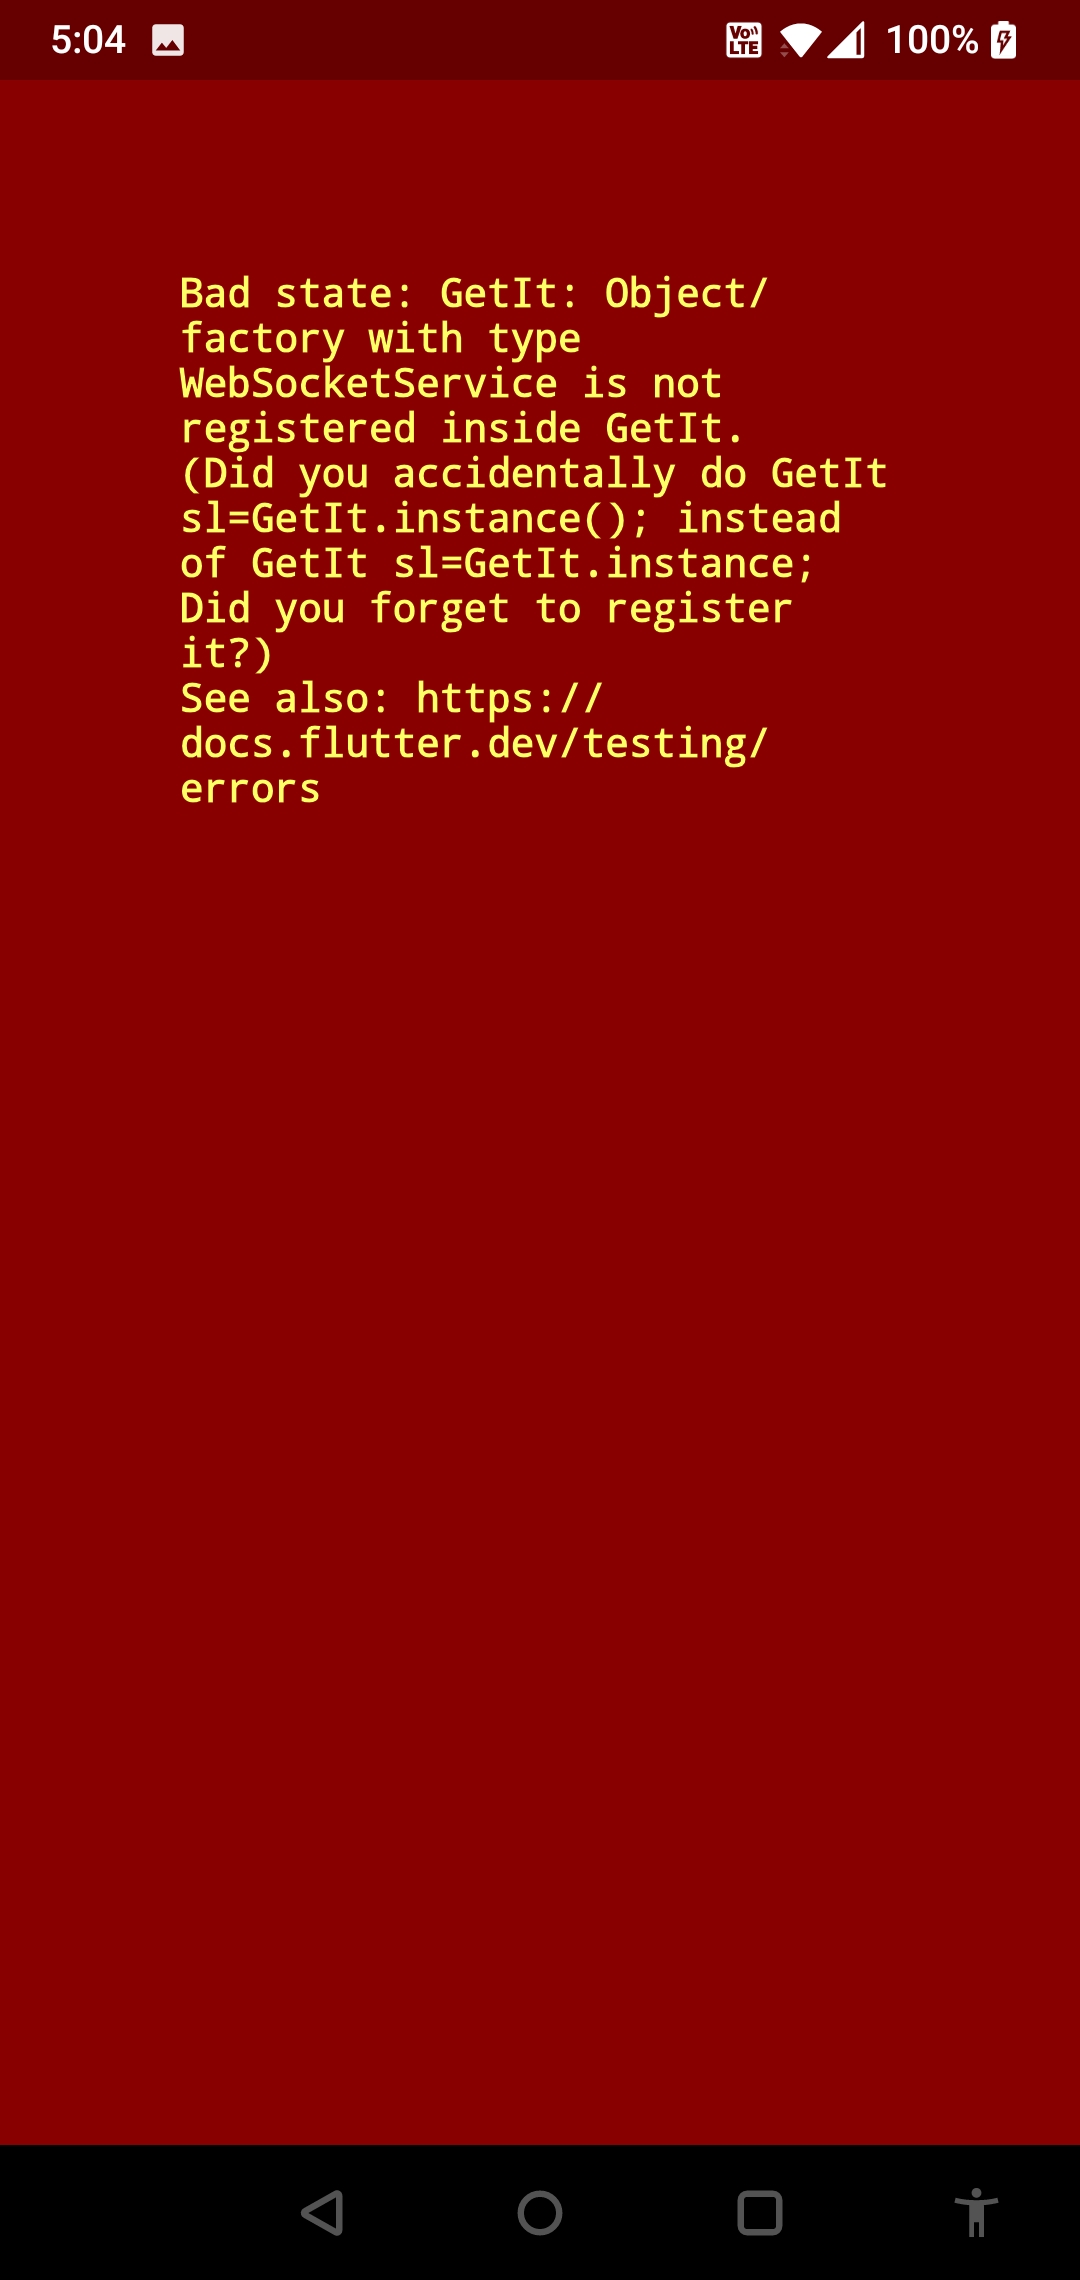 5:04
Vo LTE
100%
Bad state: GetIt: Object/
factory with type
WebSocketService is not
registered inside GetIt.
(Did you accidentally do GetIt
sl=GetIt.instance(); instead
of GetIt sl=GetIt.instance;
Did you forget to register
it?)
See also: https://
docs.flutter.dev/testing/
errors